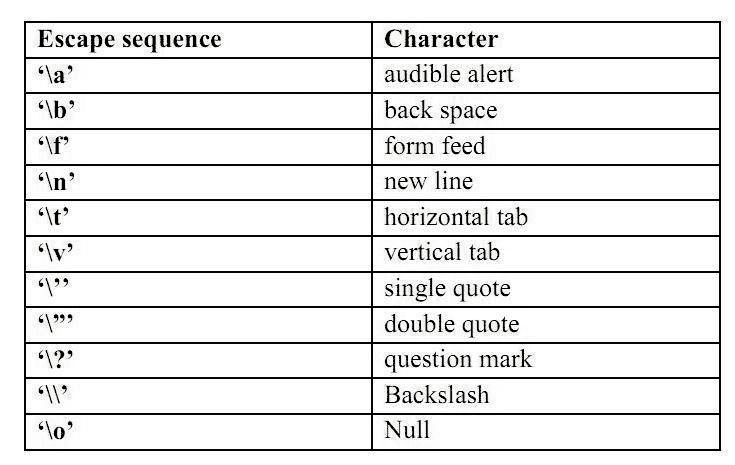 Escape sequence Character
‘\a’ audible alert
‘\b’ back space
‘\f’ form feed
‘\n’ new line
‘\t’ horizontal tab
‘\v’ vertical tab
‘\’’ single quote
‘\”’ double quote
‘\?’ question mark
‘\\’ Backslash
‘\o’ Null